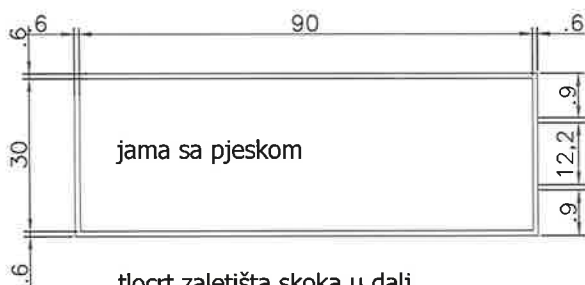 .6 .6 90 .6
30 jama sa pjeskom .9
12,2
.9
.6 tlocrt zaletišta skoka u dalj